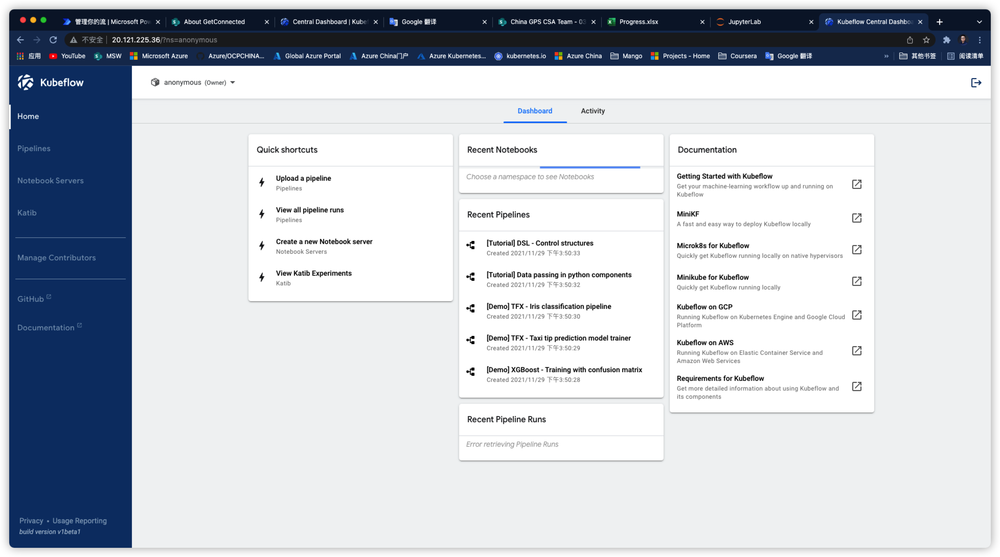 管理你的流 | Microsoft Pow
About GetConnected
Central Dashboard | Kubef
Google 翻译
China GPS CSA Team - 03
Progress.xlsx
JupyterLab
Kubeflow Central Dashboa
不安全
20.121.225.36/?ns=anonymous
应用
YouTube
MSW
Microsoft Azure
Azure/OCPCHINA...
Global Azure Portal
Azure China门户
Azure Kubernetes...
kubernetes.io
Azure China
Mango
Projects - Home
Coursera
Google 翻译
»
其他书签
阅读清单
Kubeflow
anonymous (Owner)
Home
Pipelines
Notebook Servers
Katib
Manage Contributors
GitHub
Documentation
Privacy • Usage Reporting
build version v1beta1
Dashboard
Activity
Quick shortcuts
Upload a pipeline
Pipelines
View all pipeline runs
Pipelines
Create a new Notebook server
Notebook Servers
View Katib Experiments
Katib
Recent Notebooks
Choose a namespace to see Notebooks
Recent Pipelines
[Tutorial] DSL - Control structures
Created 2021/11/29 下午3:50:33
[Tutorial] Data passing in python components
Created 2021/11/29 下午3:50:32
[Demo] TFX - Iris classification pipeline
Created 2021/11/29 下午3:50:30
[Demo] TFX - Taxi tip prediction model trainer
Created 2021/11/29 下午3:50:29
[Demo] XGBoost - Training with confusion matrix
Created 2021/11/29 下午3:50:28
Recent Pipeline Runs
Error retrieving Pipeline Runs
Documentation
Getting Started with Kubeflow
Get your machine-learning workflow up and running on
Kubeflow
MiniKF
A fast and easy way to deploy Kubeflow locally
Microk8s for Kubeflow
Quickly get Kubeflow running locally on native hypervisors
Minikube for Kubeflow
Quickly get Kubeflow running locally
Kubeflow on GCP
Running Kubeflow on Kubernetes Engine and Google Cloud
Platform
Kubeflow on AWS
Running Kubeflow on Elastic Container Service and
Amazon Web Services
Requirements for Kubeflow
Get more detailed information about using Kubeflow and
its components